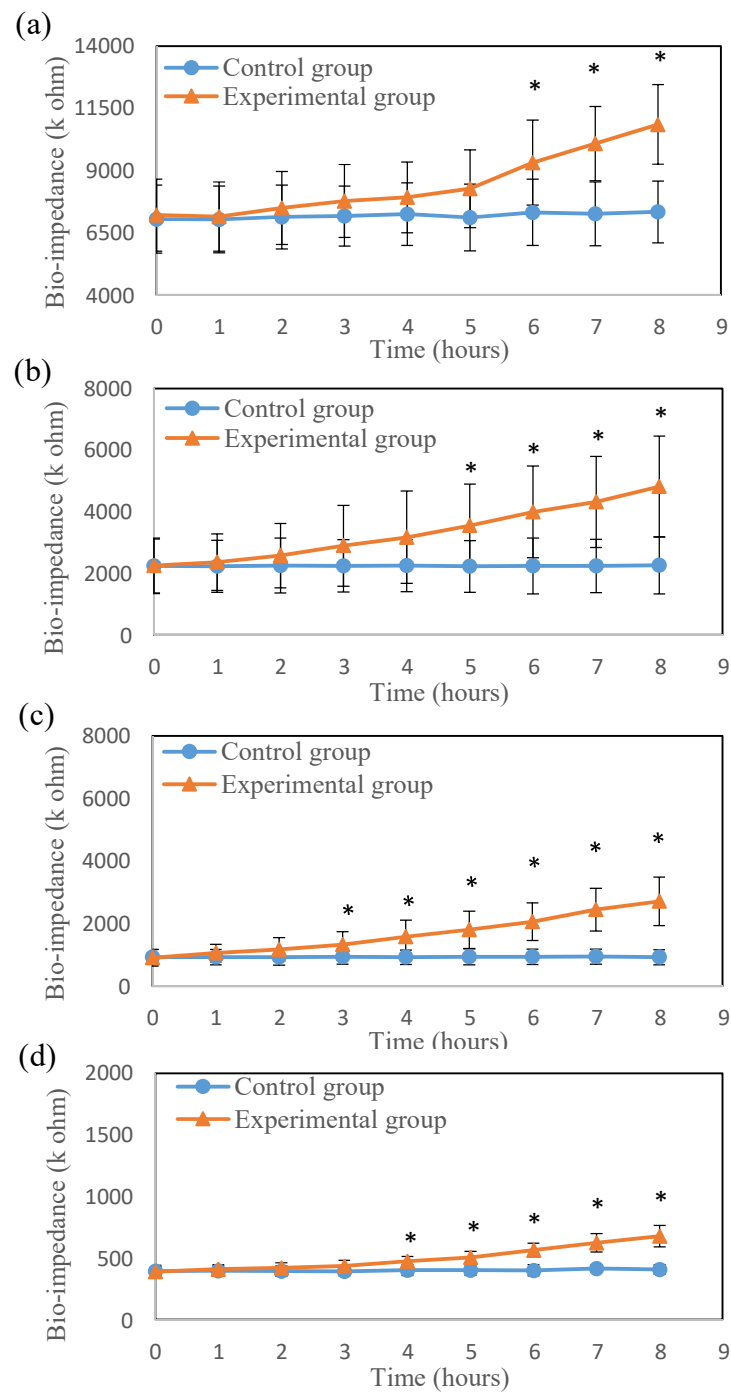 (a)
14000
Control group
Experimental group
* * *
11500
9000
6500
4000
Bio-impedance (k ohm)
0 1 2 3 4 5 6 7 8 9
Time (hours)
(b)
8000
Control group
Experimental group
* * * *
6000
4000
2000
0
Bio-impedance (k ohm)
0 1 2 3 4 5 6 7 8 9
Time (hours)
(c)
8000
Control group
Experimental group
* * * * * *
6000
4000
2000
0
Bio-impedance (k ohm)
0 1 2 3 4 5 6 7 8 9
Time (hours)
(d)
2000
Control group
Experimental group
* * * * *
1500
1000
500
0
Bio-impedance (k ohm)
0 1 2 3 4 5 6 7 8 9
Time (hours)